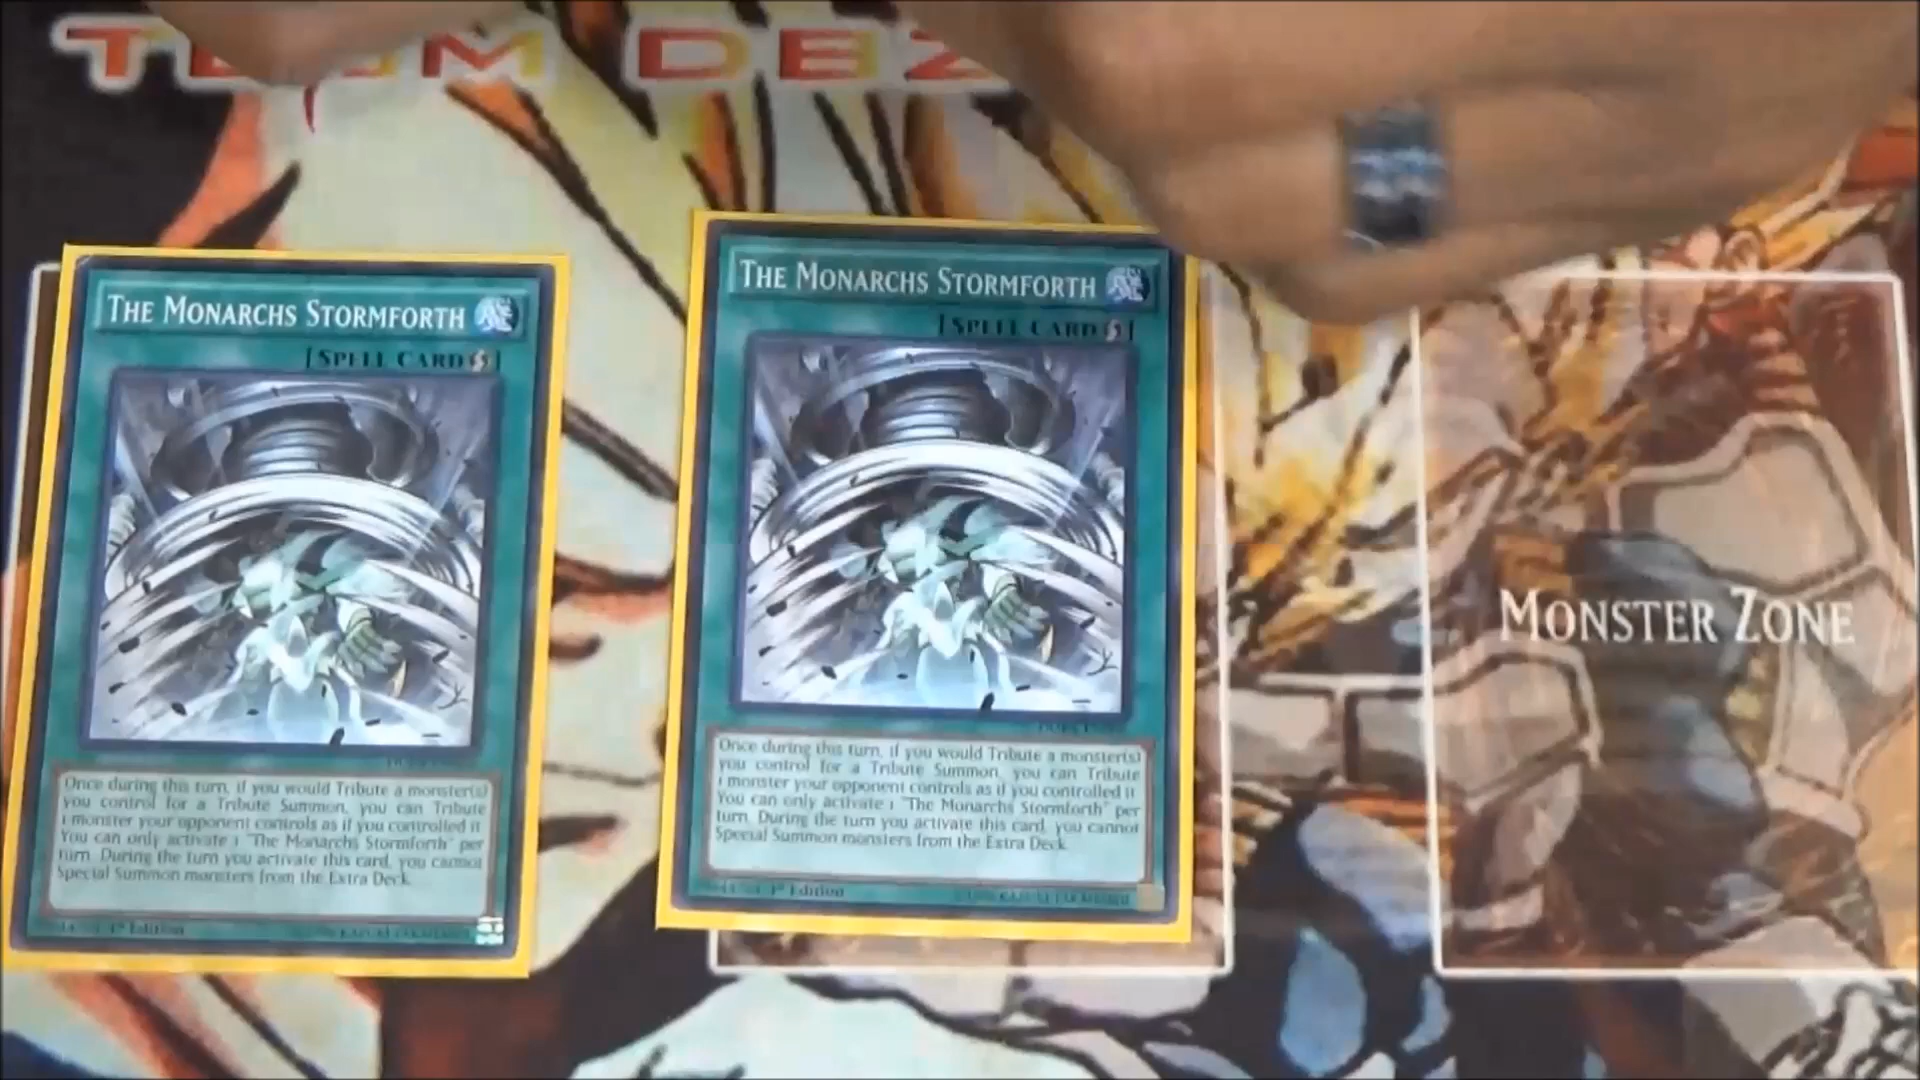 DBZ
THE MONARCHS STORMFORTH
[SPELL CARD]
Once during this turn, if you would Tribute a monster(s)
you control for a Tribute Summon, you can Tribute
1 monster your opponent controls as if you controlled it.
You can only activate 1 "The Monarchs Stormforth" per
turn. During the turn you activate this card, you cannot
Special Summon monsters from the Extra Deck.
1st Edition
THE MONARCHS STORMFORTH
[SPELL CARD]
Once during this turn, if you would Tribute a monster(s)
you control for a Tribute Summon, you can Tribute
1 monster your opponent controls as if you controlled it.
You can only activate 1 "The Monarchs Stormforth" per
turn. During the turn you activate this card, you cannot
Special Summon monsters from the Extra Deck.
1st Edition
MONSTER ZONE